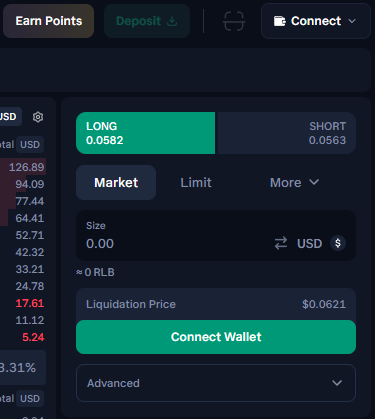 Earn Points Deposit Connect
USD
otal USD
126.89
94.09
77.44
64.41
52.71
42.32
33.21
24.78
17.61
11.12
5.24
3.31%
otal USD
LONG SHORT
0.0582 0.0563
Market Limit More
Size
0.00 USD $
≈ 0 RLB
Liquidation Price $0.0621
Connect Wallet
Advanced